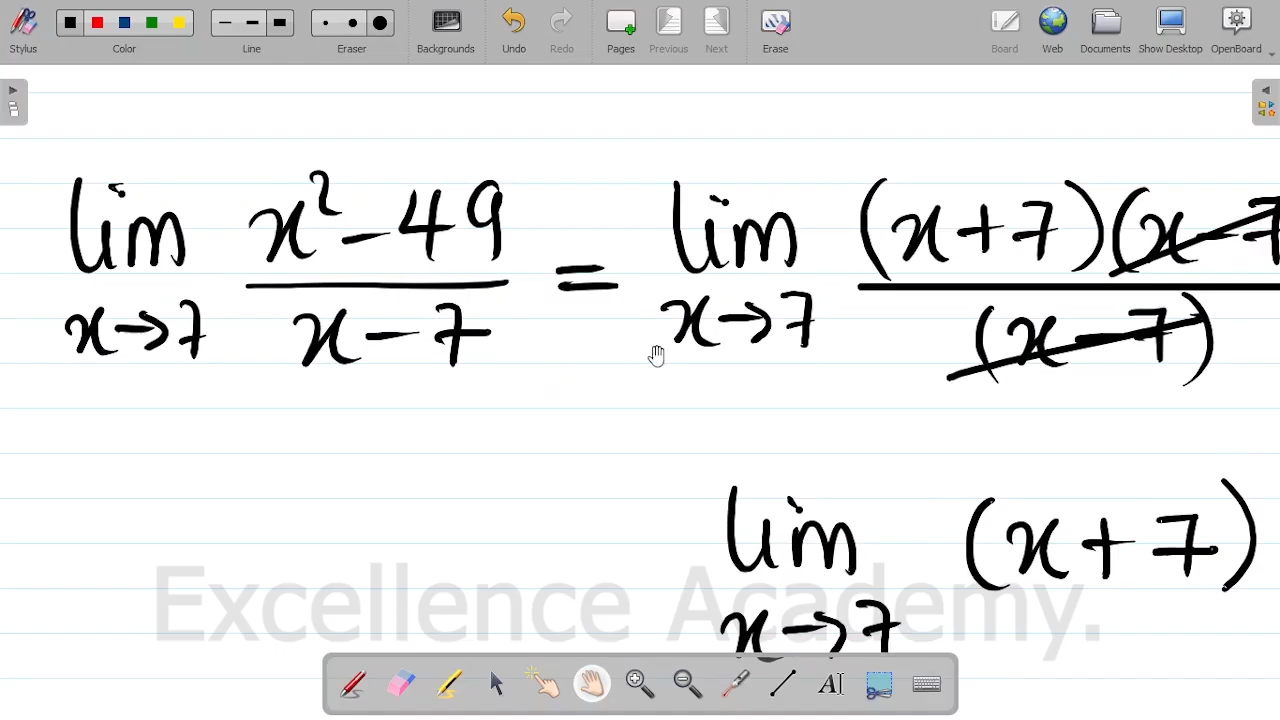 Stylus Color Line Eraser Backgrounds Undo Redo Pages Previous Next Erase Board Web Documents Show Desktop OpenBoard
lim x→7 (x² − 49)/(x − 7) = lim x→7 (x+7)(x−7/(x−7)
lim x→7 (x+7)
Excellence Academy.
AI